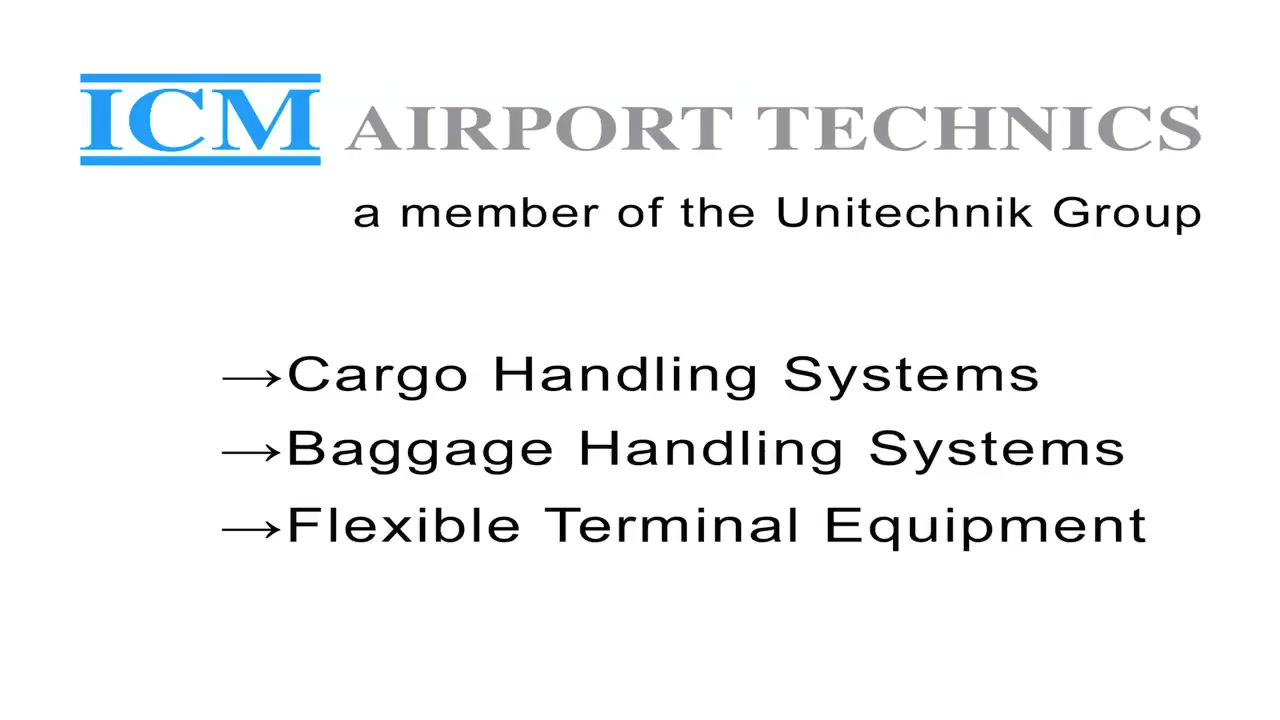 ICM AIRPORT TECHNICS
a member of the Unitechnik Group
→Cargo Handling Systems
→Baggage Handling Systems
→Flexible Terminal Equipment